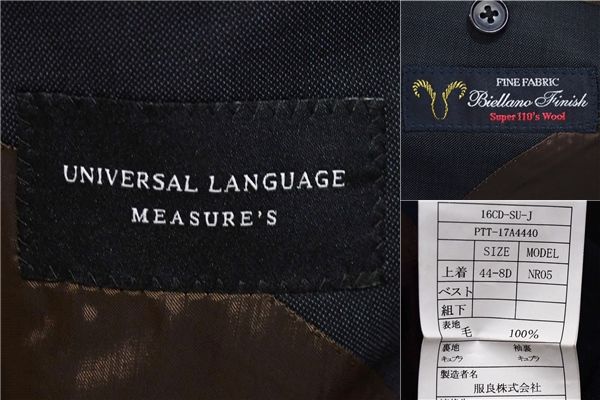 UNIVERSAL LANGUAGE
MEASURE'S
FINE FABRIC
Biellano Finish
Super 110's Wool
16CD-SU-J
PTT-17A4440
SIZE MODEL
上着 44-8D NR05
ベスト
組下
表地
毛 100%
裏地 袖裏
キュプラ キュプラ
製造者名
服良株式会社